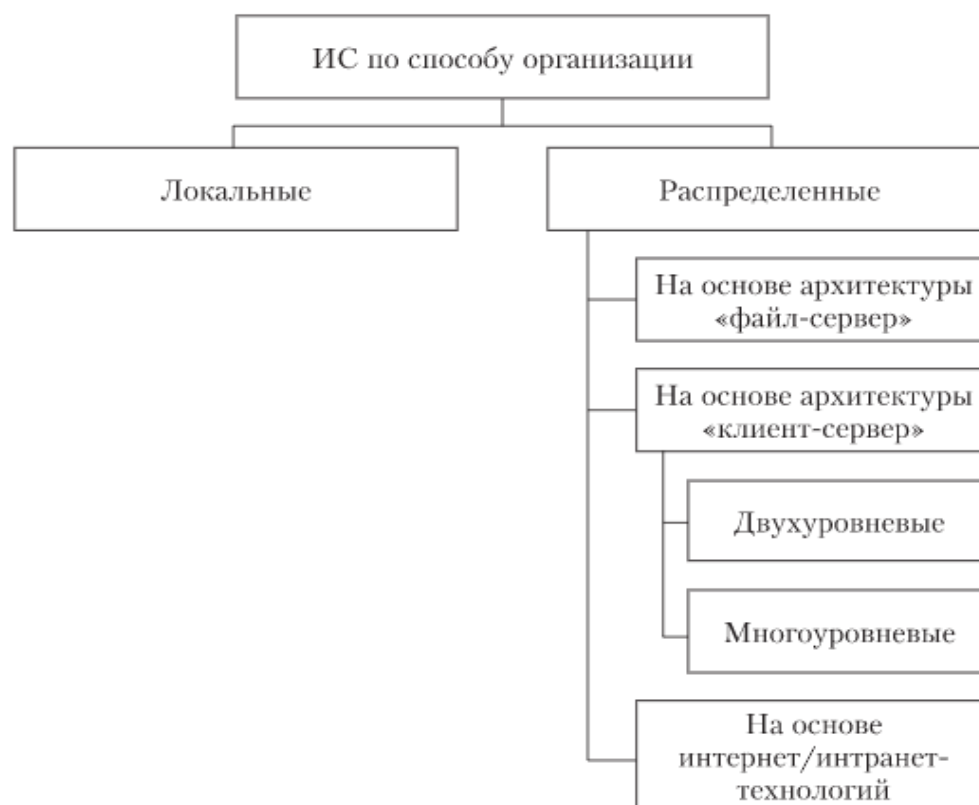 ИС по способу организации
Локальные
Распределенные
На основе архитектуры
«файл-сервер»
На основе архитектуры
«клиент-сервер»
Двухуровневые
Многоуровневые
На основе
интернет/интранет-
технологий